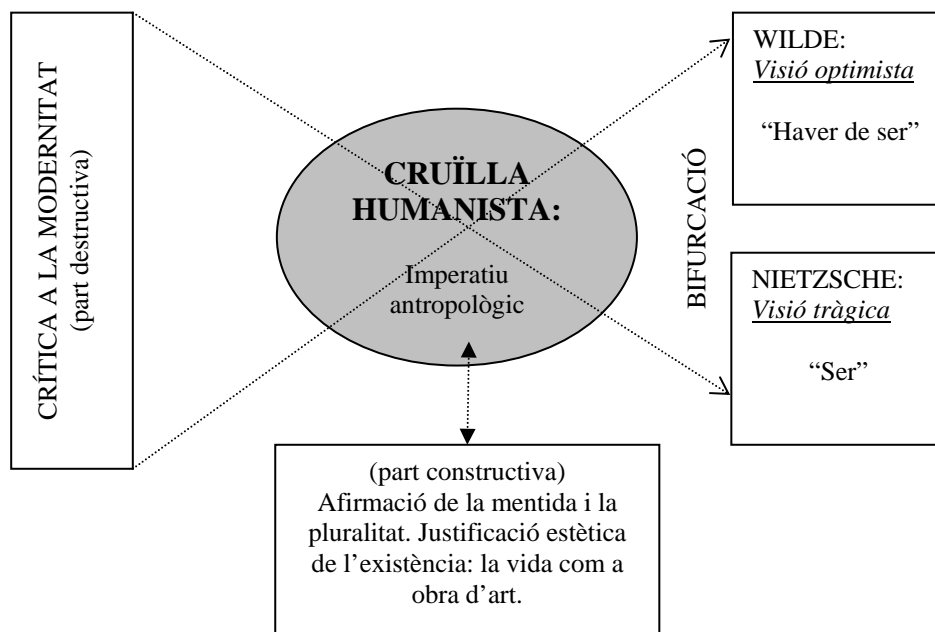 CRÍTICA A LA MODERNITAT
(part destructiva)
CRUÏLLA
HUMANISTA:
Imperatiu
antropològic
(part constructiva)
Afirmació de la mentida i la
pluralitat. Justificació estètica
de l’existència: la vida com a
obra d’art.
BIFURCACIÓ
WILDE:
Visió optimista
“Haver de ser”
NIETZSCHE:
Visió tràgica
“Ser”